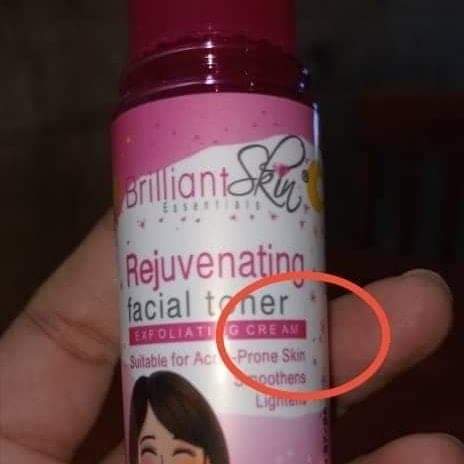 Brilliant Skin ®
Essentials
Rejuvenating
facial toner
EXFOLIATING CREAM
Suitable for Acne-Prone Skin
Smoothens
Lightens